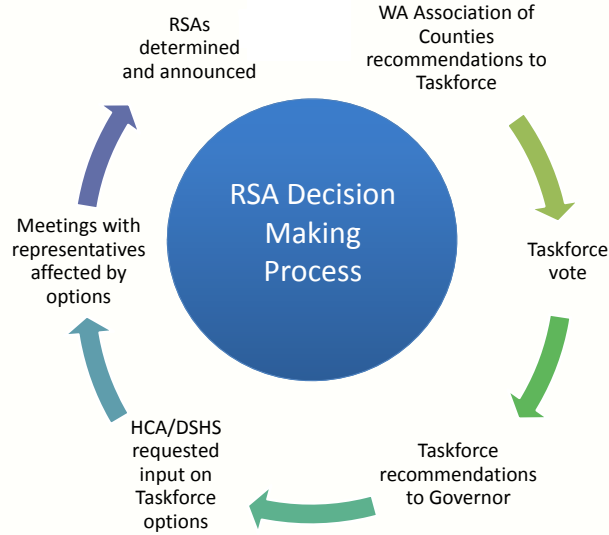 WA Association of
Counties
recommendations to
Taskforce
Taskforce
vote
Taskforce
recommendations
to Governor
HCA/DSHS
requested
input on
Taskforce
options
Meetings with
representatives
affected by
options
RSAs
determined
and announced
RSA Decision
Making
Process